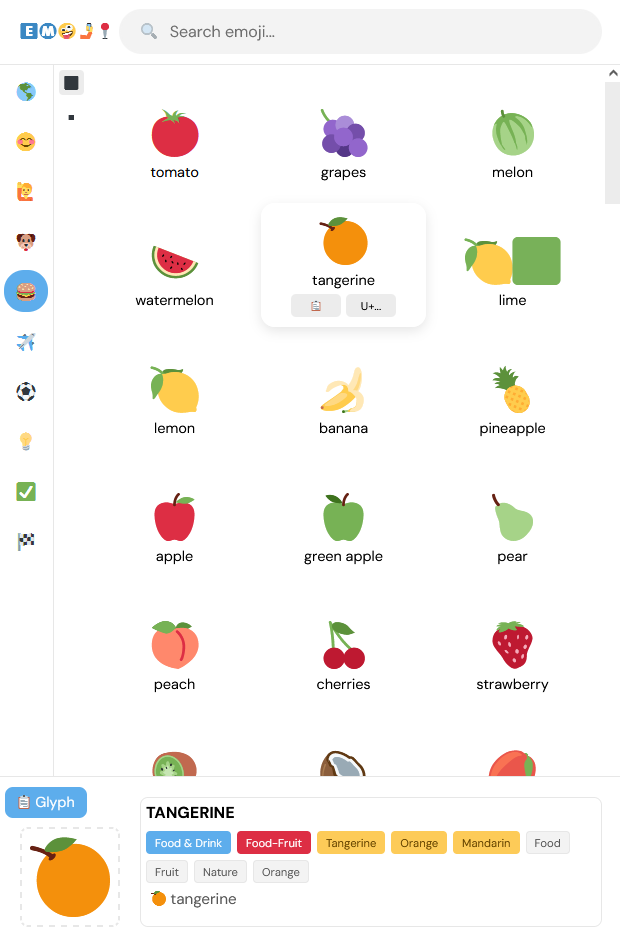 EM
Search emoji...
tomato
grapes
melon
watermelon
tangerine
U+...
lime
lemon
banana
pineapple
apple
green apple
pear
peach
cherries
strawberry
Glyph
TANGERINE
Food & Drink
Food-Fruit
Tangerine
Orange
Mandarin
Food
Fruit
Nature
Orange
tangerine